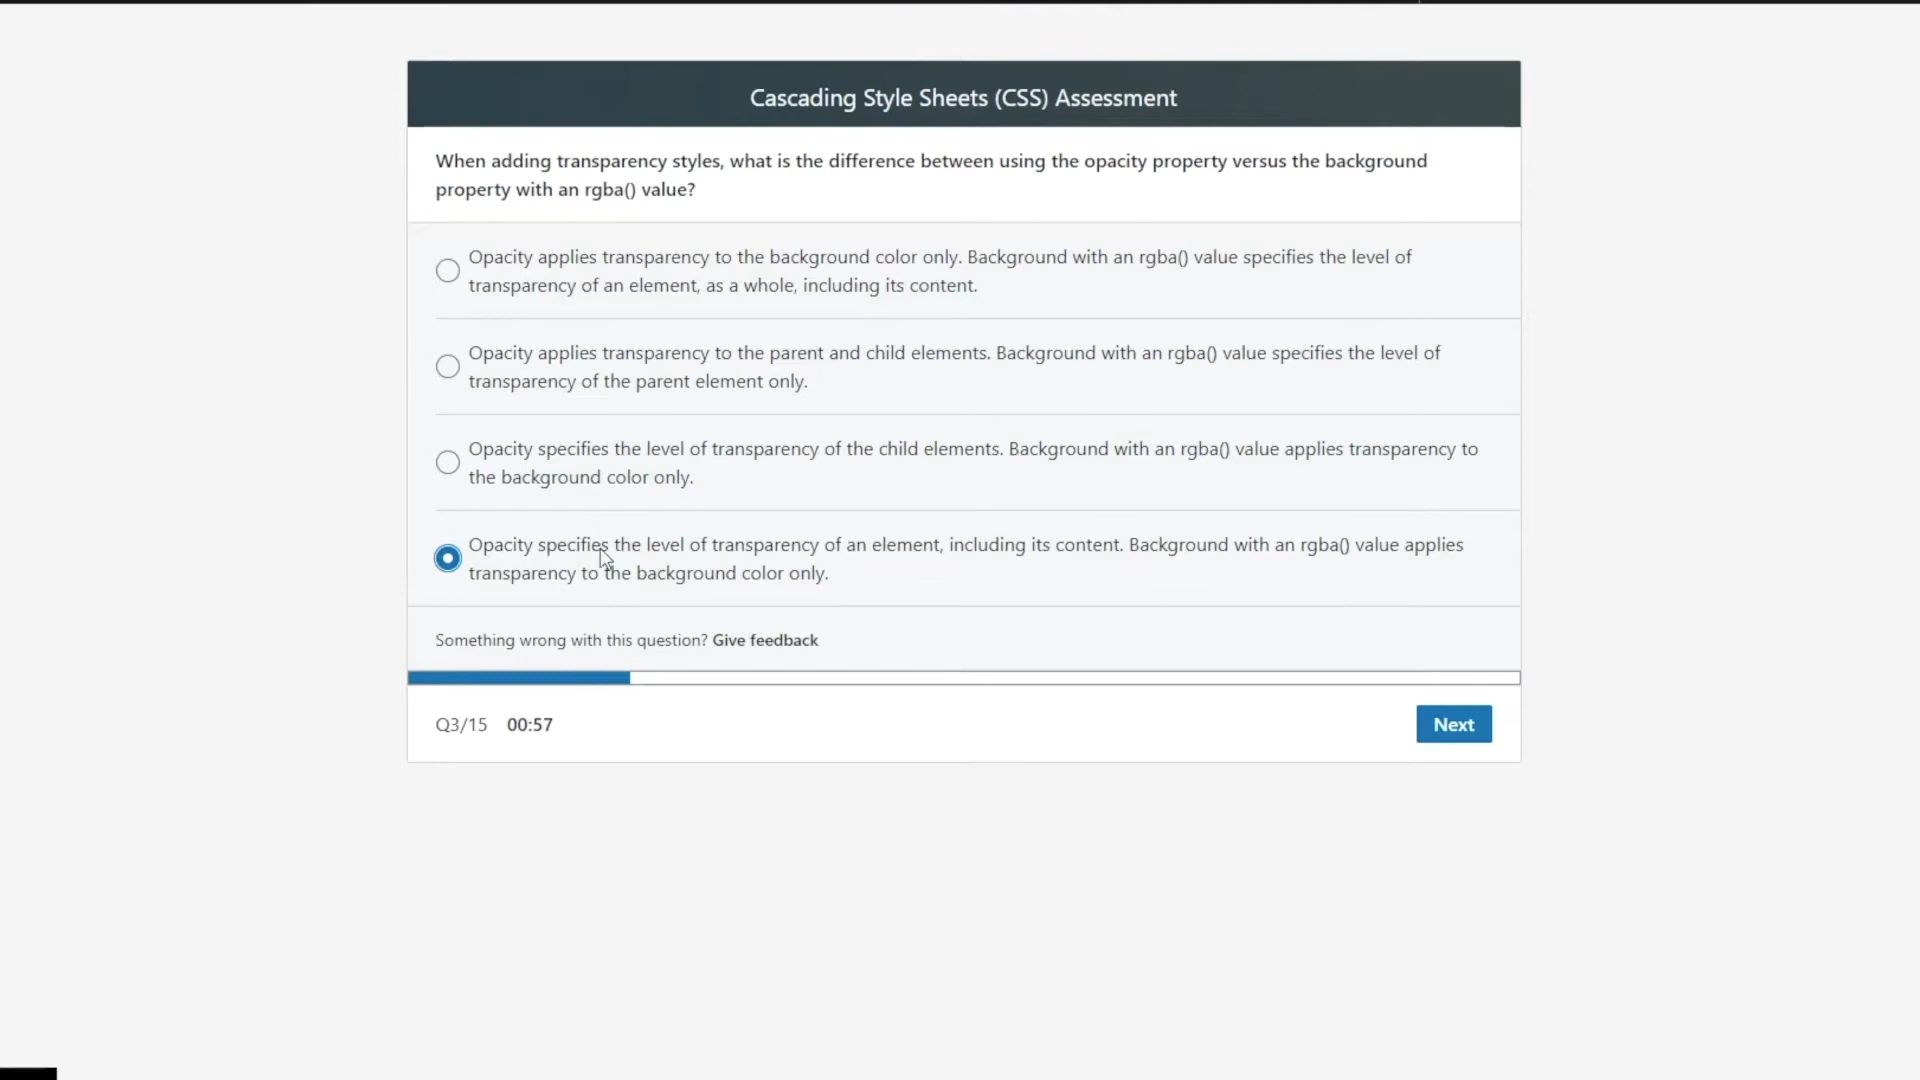 Cascading Style Sheets (CSS) Assessment
When adding transparency styles, what is the difference between using the opacity property versus the background
property with an rgba() value?
Opacity applies transparency to the background color only. Background with an rgba() value specifies the level of
transparency of an element, as a whole, including its content.
Opacity applies transparency to the parent and child elements. Background with an rgba() value specifies the level of
transparency of the parent element only.
Opacity specifies the level of transparency of the child elements. Background with an rgba() value applies transparency to
the background color only.
Opacity specifies the level of transparency of an element, including its content. Background with an rgba() value applies
transparency to the background color only.
Something wrong with this question? Give feedback
Q3/15 00:57
Next